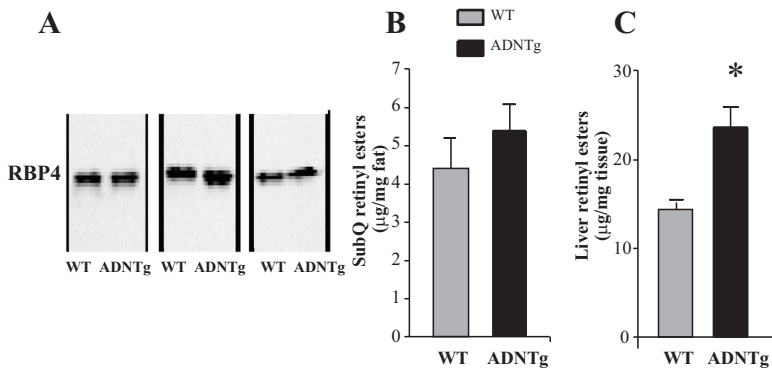 A
RBP4
WT ADNTg
WT ADNTg
WT ADNTg
B
WT
ADNTg
SubQ retinyl esters
(µg/mg fat)
7
6
5
4
3
2
1
0
WT ADNTg
C
Liver retinyl esters
(µg/mg tissue)
30
20
10
0
*
WT ADNTg